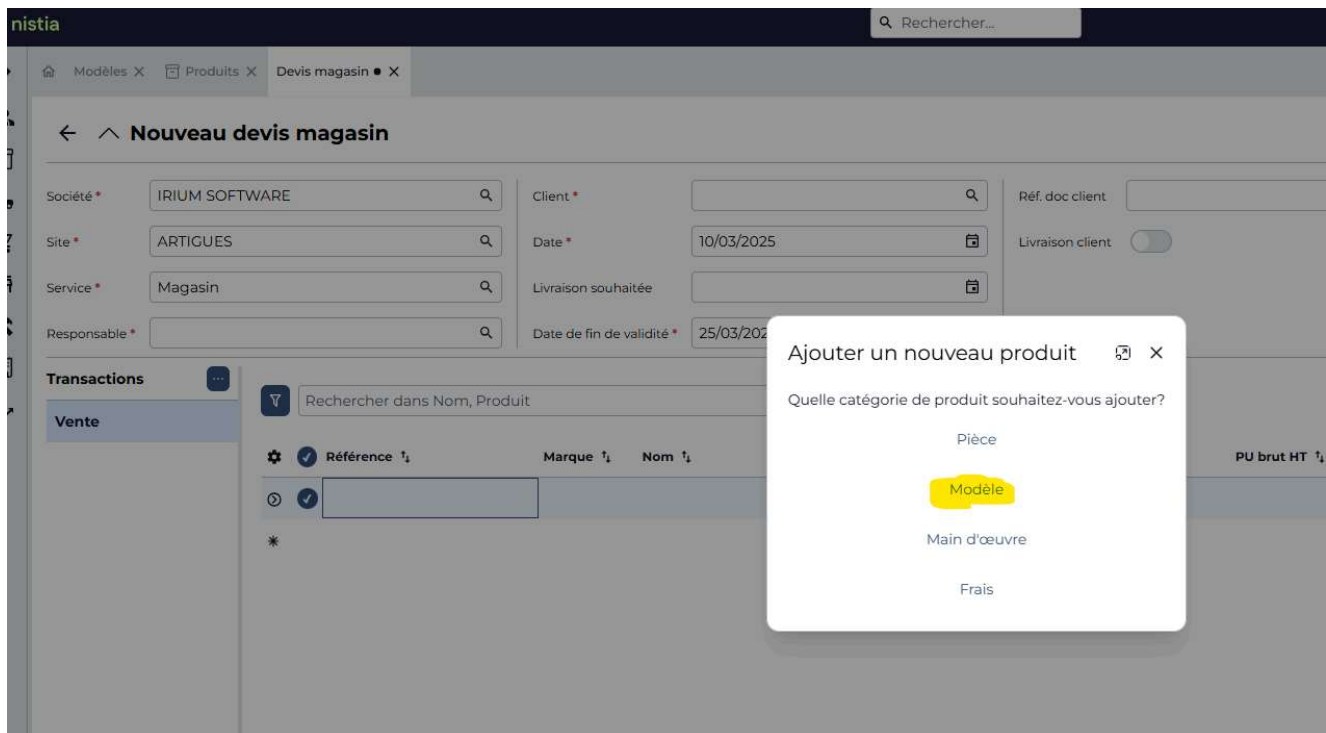 nistia
Rechercher...
Modèles
Produits
Devis magasin
Nouveau devis magasin
Société * IRIUM SOFTWARE
Client *
Réf. doc client
Site * ARTIGUES
Date * 10/03/2025
Livraison client
Service * Magasin
Livraison souhaitée
Responsable *
Date de fin de validité * 25/03/202
Transactions
Vente
Rechercher dans Nom, Produit
Référence
Marque
Nom
PU brut HT
Ajouter un nouveau produit
Quelle catégorie de produit souhaitez-vous ajouter?
Pièce
Modèle
Main d'œuvre
Frais